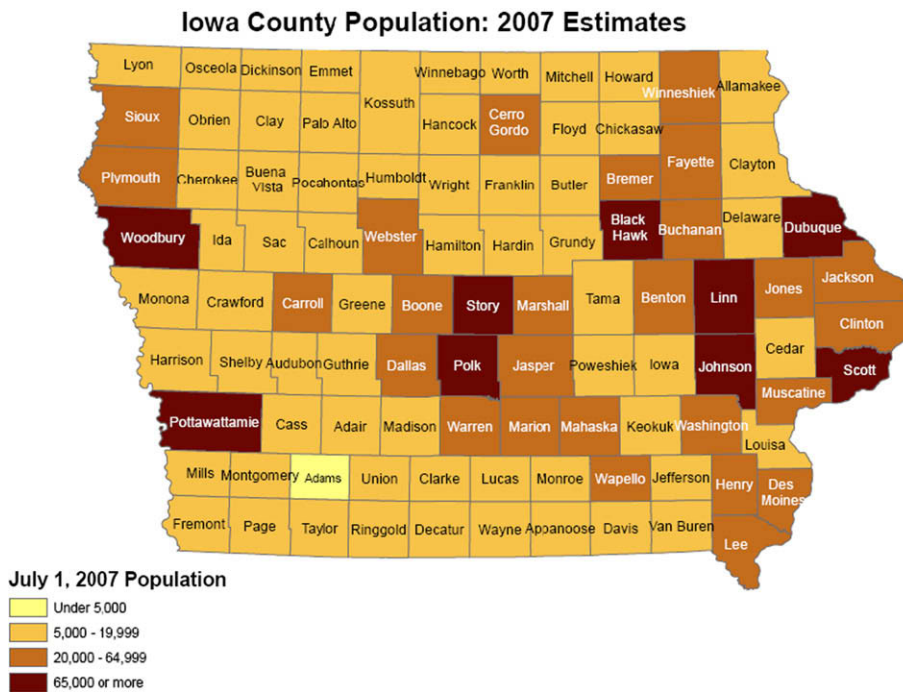 Iowa County Population: 2007 Estimates
Lyon
Osceola
Dickinson
Emmet
Kossuth
Winnebago
Worth
Mitchell
Howard
Winneshiek
Allamakee
Sioux
Obrien
Clay
Palo Alto
Hancock
Cerro
Gordo
Floyd
Chickasaw
Fayette
Clayton
Plymouth
Cherokee
Buena
Vista
Pocahontas
Humboldt
Wright
Franklin
Butler
Bremer
Woodbury
Ida
Sac
Calhoun
Webster
Hamilton
Hardin
Grundy
Black
Hawk
Buchanan
Delaware
Dubuque
Monona
Crawford
Carroll
Greene
Boone
Story
Marshall
Tama
Benton
Linn
Jones
Jackson
Clinton
Harrison
Shelby
Audubon
Guthrie
Dallas
Polk
Jasper
Poweshiek
Iowa
Johnson
Cedar
Scott
Muscatine
Pottawattamie
Cass
Adair
Madison
Warren
Marion
Mahaska
Keokuk
Washington
Louisa
Mills
Montgomery
Adams
Union
Clarke
Lucas
Monroe
Wapello
Jefferson
Henry
Des
Moines
Fremont
Page
Taylor
Ringgold
Decatur
Wayne
Appanoose
Davis
Van Buren
Lee
July 1, 2007 Population
Under 5,000
5,000 - 19,999
20,000 - 64,999
65,000 or more